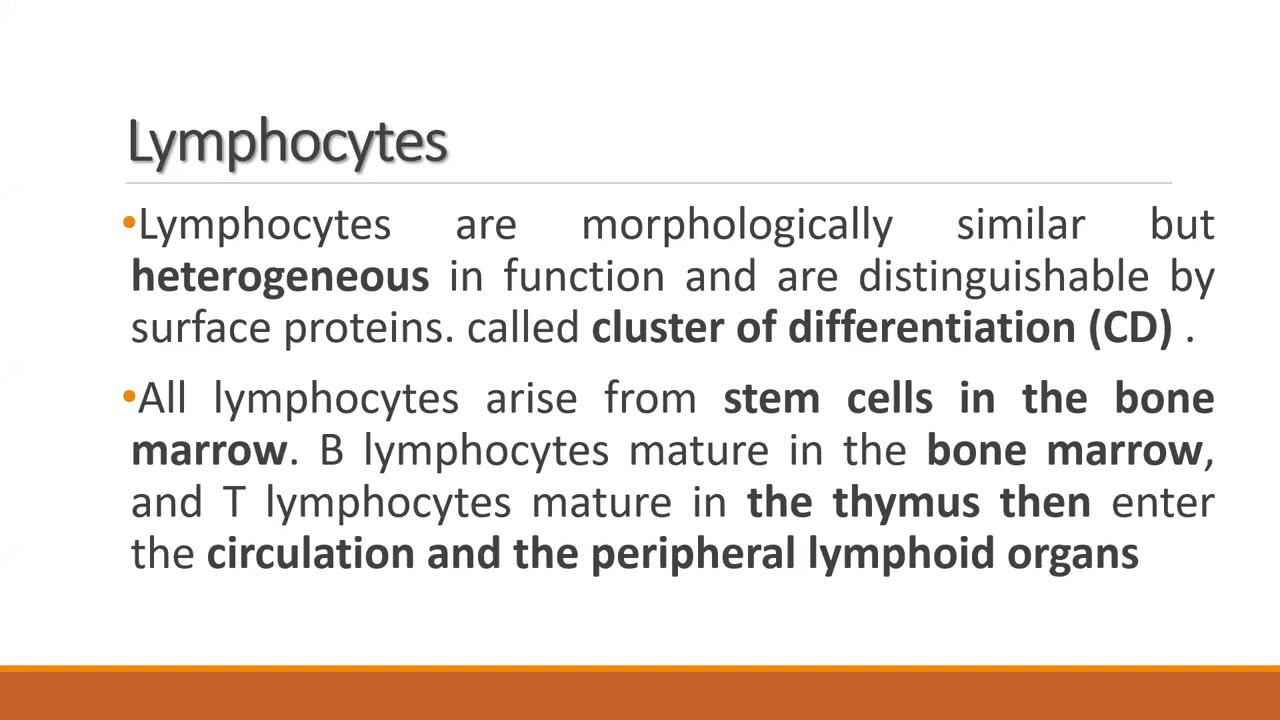 Lymphocytes
•Lymphocytes are morphologically similar but
heterogeneous in function and are distinguishable by
surface proteins. called cluster of differentiation (CD) .
•All lymphocytes arise from stem cells in the bone
marrow. B lymphocytes mature in the bone marrow,
and T lymphocytes mature in the thymus then enter
the circulation and the peripheral lymphoid organs